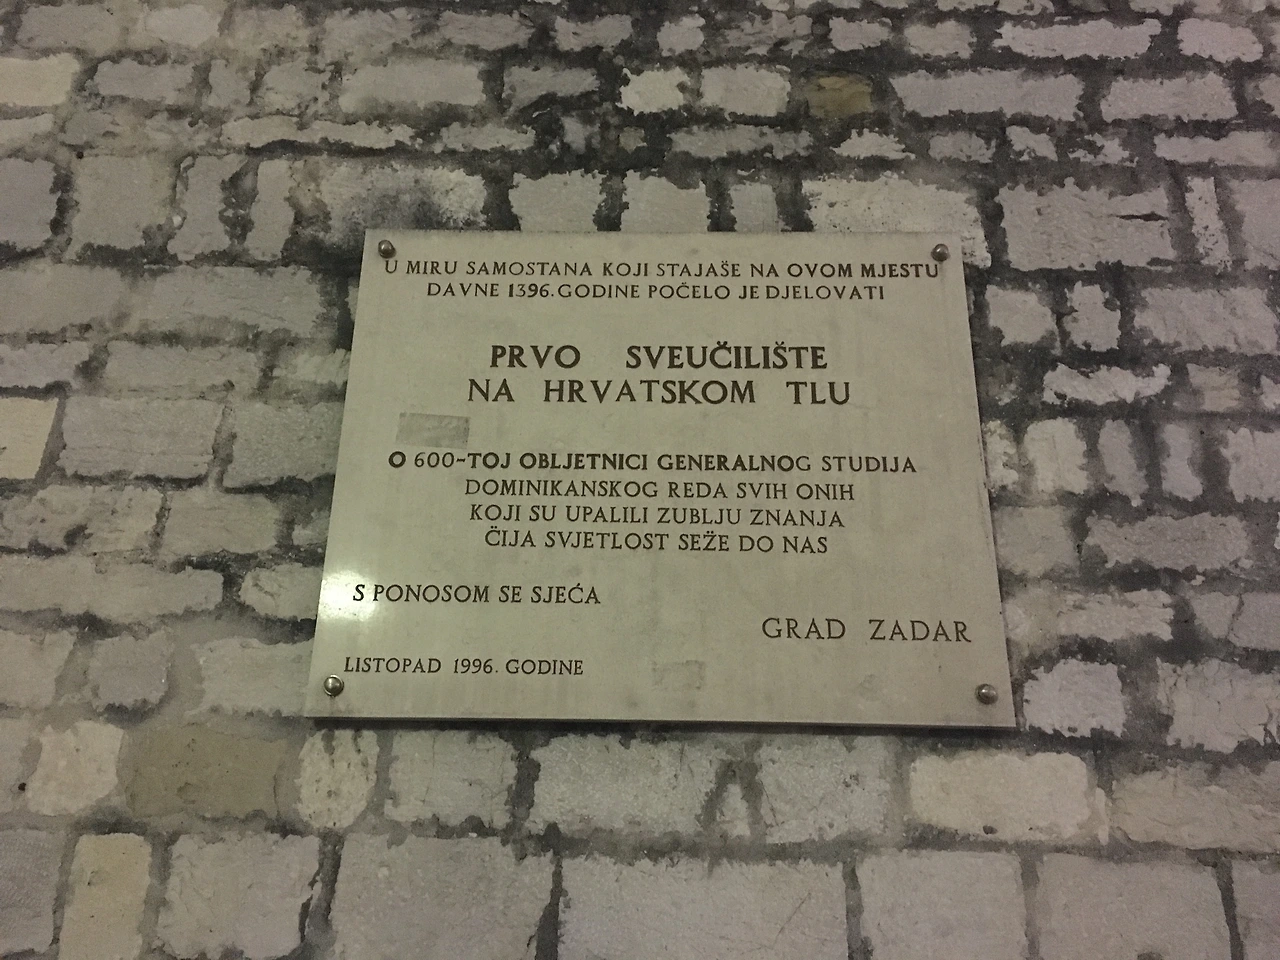 U MIRU SAMOSTANA KOJI STAJAŠE NA OVOM MJESTU
DAVNE 1396. GODINE POČELO JE DJELOVATI
PRVO SVEUČILIŠTE
NA HRVATSKOM TLU
O 600-TOJ OBLJETNICI GENERALNOG STUDIJA
DOMINIKANSKOG REDA SVIH ONIH
KOJI SU UPALILI ZUBLJU ZNANJA
ČIJA SVJETLOST SEŽE DO NAS
S PONOSOM SE SJEĆA
GRAD ZADAR
LISTOPAD 1996. GODINE